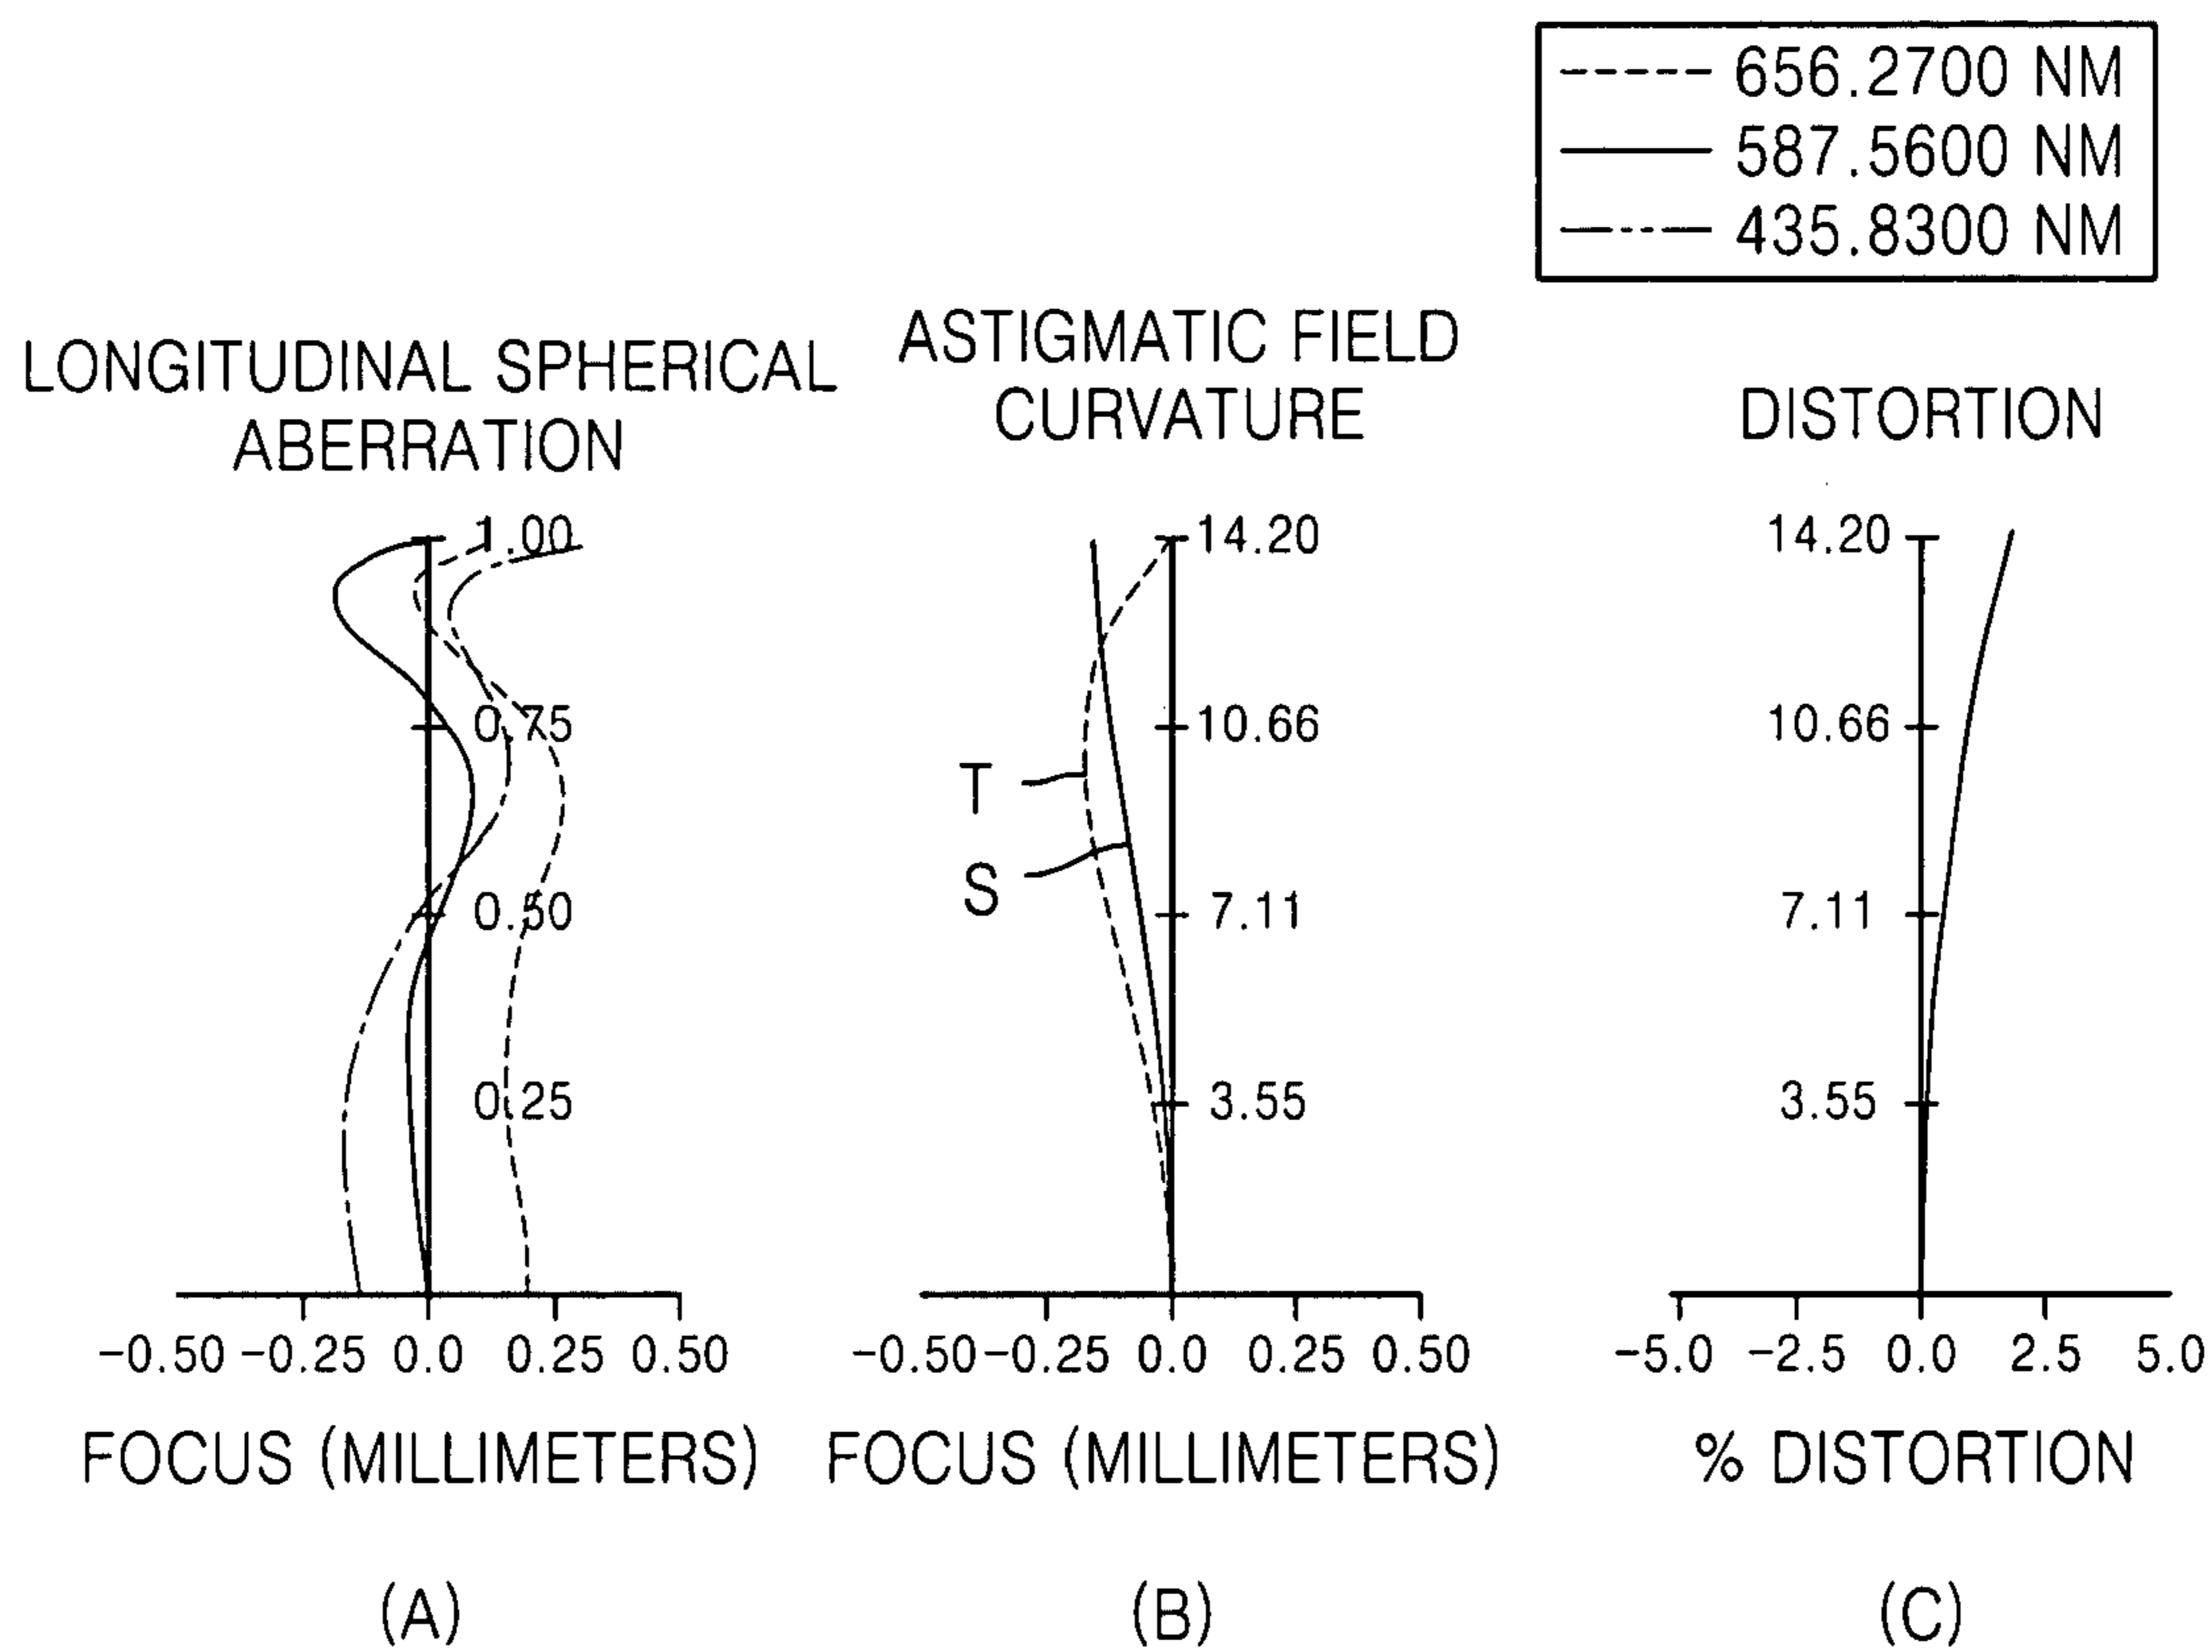 656.2700 NM
587.5600 NM
435.8300 NM
LONGITUDINAL SPHERICAL
ABERRATION
ASTIGMATIC FIELD
CURVATURE
DISTORTION
1.00
0.75
0.50
0.25
-0.50 -0.25 0.0 0.25 0.50
FOCUS (MILLIMETERS)
(A)
14.20
10.66
7.11
3.55
T
S
-0.50 -0.25 0.0 0.25 0.50
FOCUS (MILLIMETERS)
(B)
14.20
10.66
7.11
3.55
-5.0 -2.5 0.0 2.5 5.0
% DISTORTION
(C)